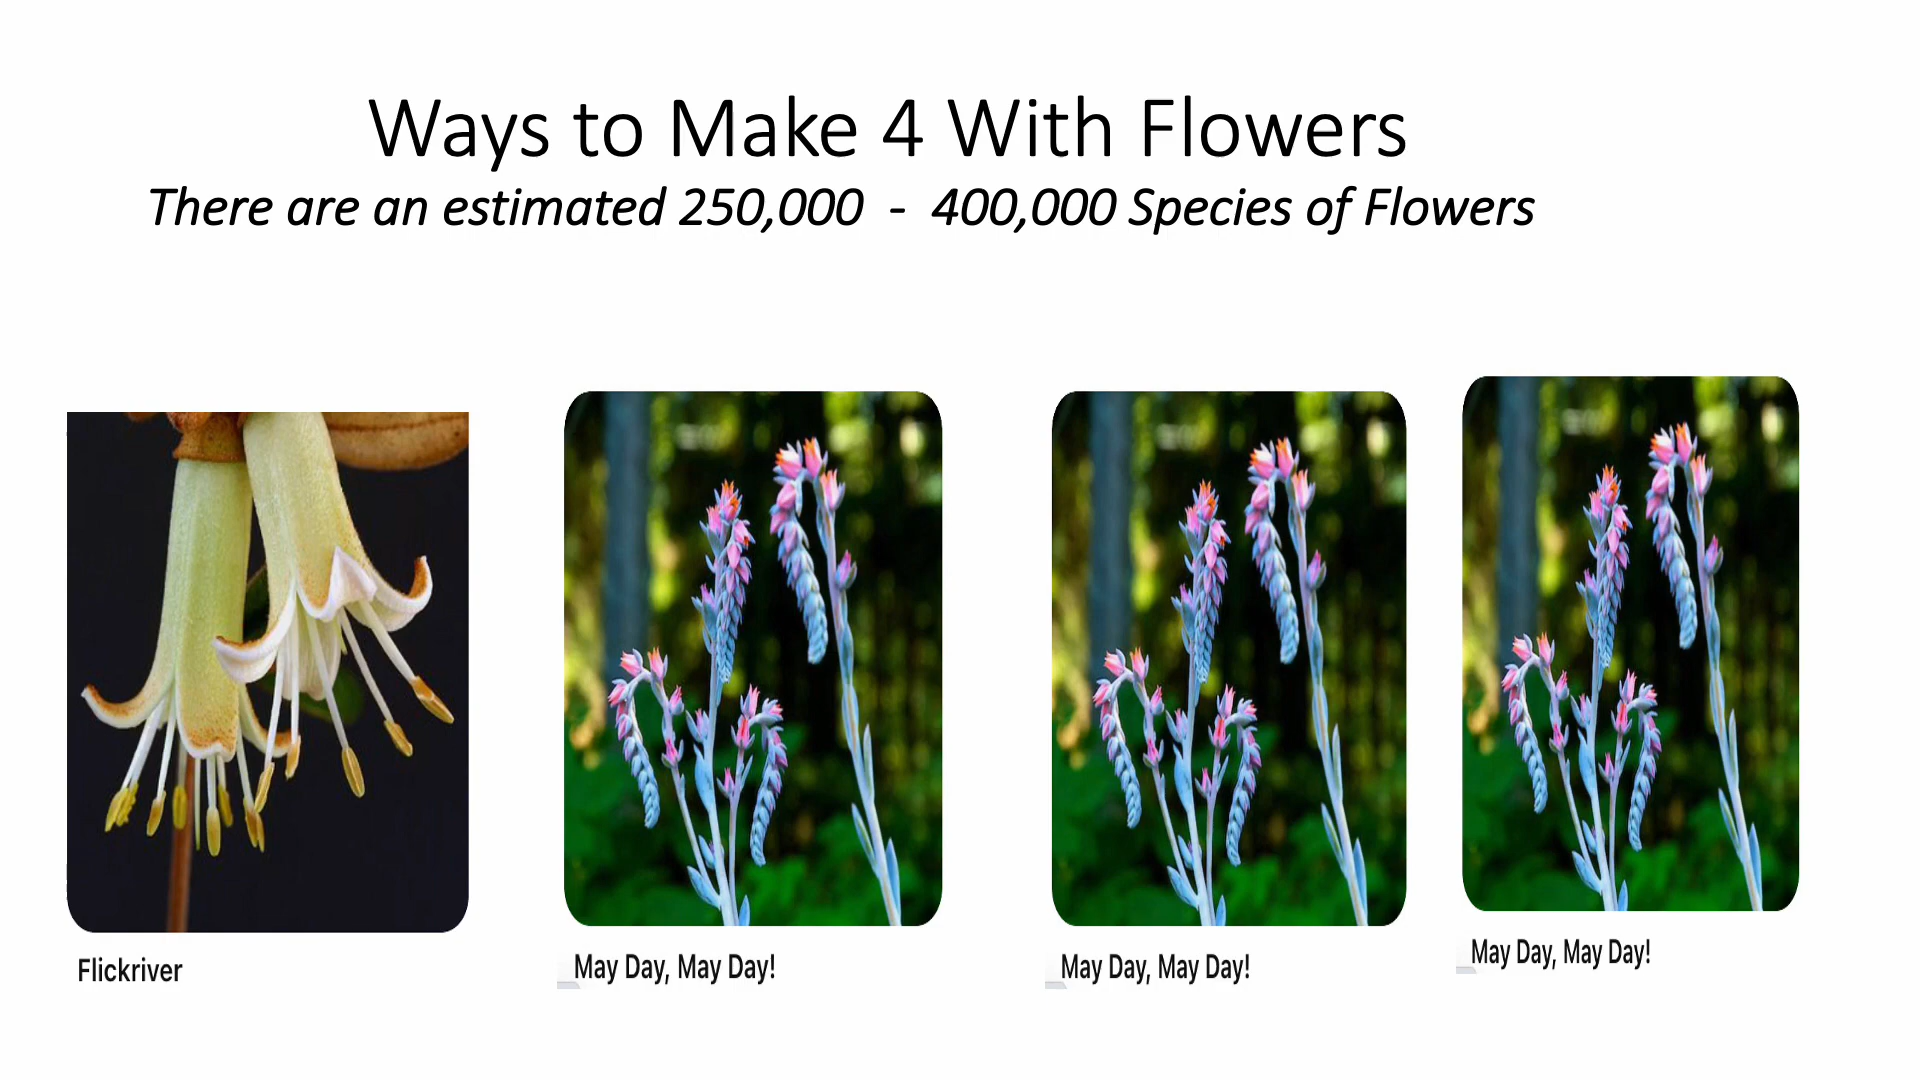 Ways to Make 4 With Flowers
There are an estimated 250,000 - 400,000 Species of Flowers
Flickriver
May Day, May Day!
May Day, May Day!
May Day, May Day!